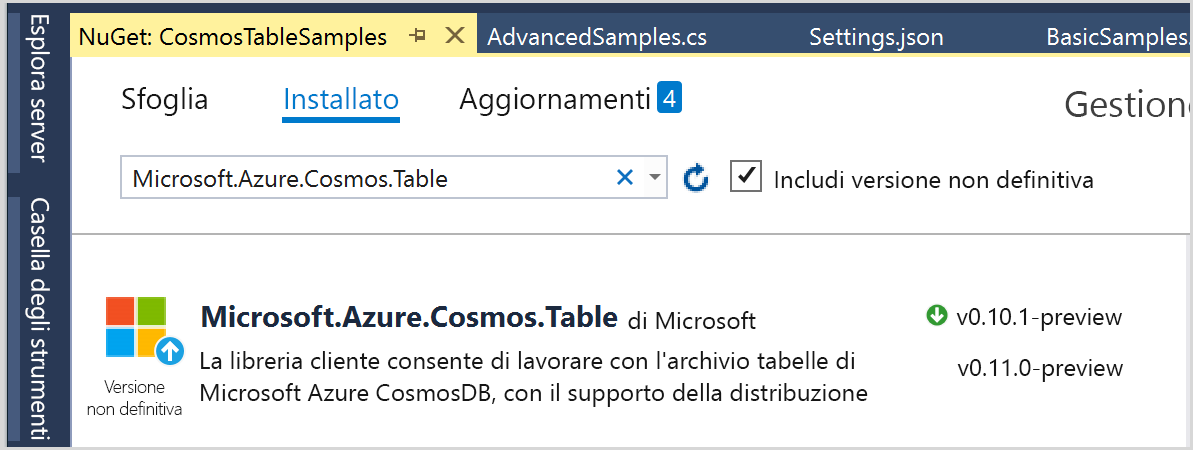 NuGet: CosmosTableSamples
AdvancedSamples.cs
Settings.json
BasicSamples.
Esplora server
Casella degli strumenti
Sfoglia
Installato
Aggiornamenti 4
Gestione
Microsoft.Azure.Cosmos.Table
Includi versione non definitiva
Microsoft.Azure.Cosmos.Table di Microsoft
v0.10.1-preview
La libreria cliente consente di lavorare con l'archivio tabelle di
Microsoft Azure CosmosDB, con il supporto della distribuzione
v0.11.0-preview
Versione
non definitiva